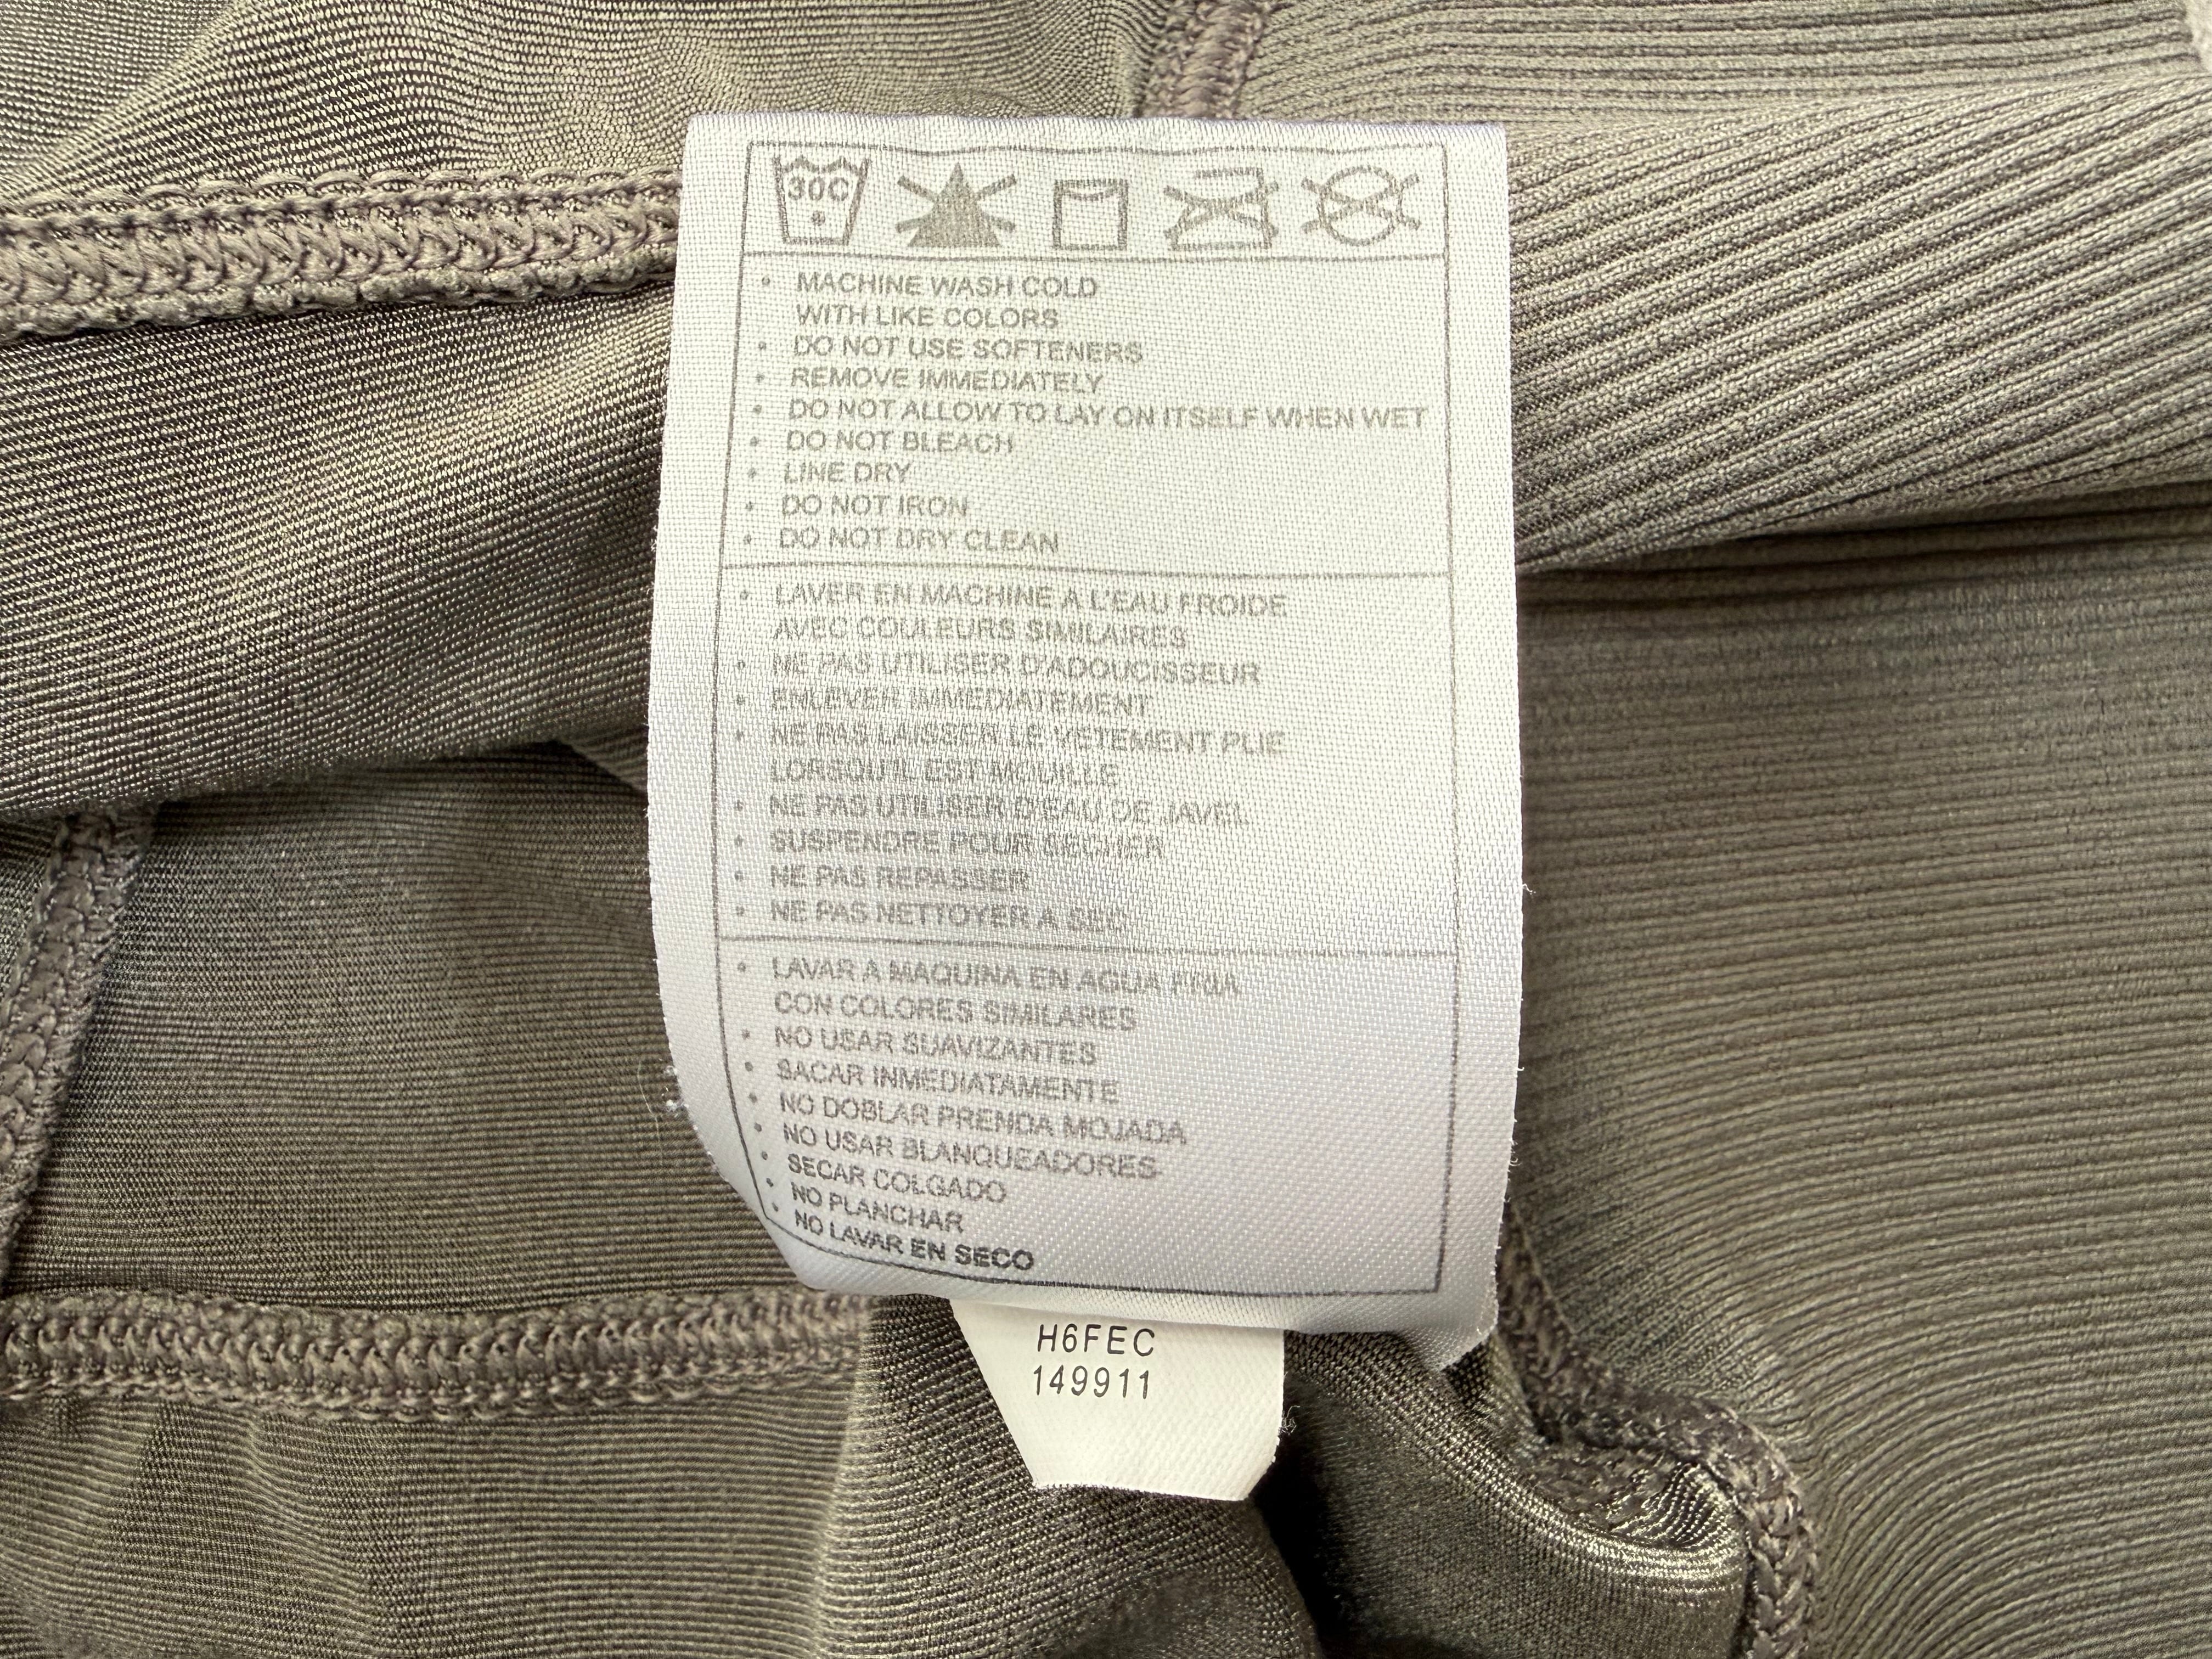 30C
• MACHINE WASH COLD
WITH LIKE COLORS
• DO NOT USE SOFTENERS
• REMOVE IMMEDIATELY
• DO NOT ALLOW TO LAY ON ITSELF WHEN WET
• DO NOT BLEACH
• LINE DRY
• DO NOT IRON
• DO NOT DRY CLEAN
• LAVER EN MACHINE A L'EAU FROIDE
AVEC COULEURS SIMILAIRES
• NE PAS UTILISER D'ADOUCISSEUR
• ENLEVER IMMEDIATEMENT
• NE PAS LAISSER LE VETEMENT PLIE
LORSQU'IL EST MOUILLE
• NE PAS UTILISER D'EAU DE JAVEL
• SUSPENDRE POUR SECHER
• NE PAS REPASSER
• NE PAS NETTOYER A SEC
• LAVAR A MAQUINA EN AGUA FRIA
CON COLORES SIMILARES
• NO USAR SUAVIZANTES
• SACAR INMEDIATAMENTE
• NO DOBLAR PRENDA MOJADA
• NO USAR BLANQUEADORES
• SECAR COLGADO
• NO PLANCHAR
• NO LAVAR EN SECO
H6FEC
149911